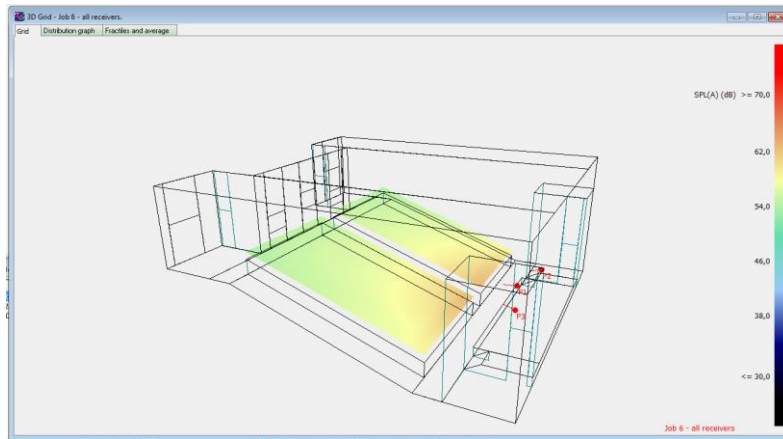 3D Grid - Job 6 - all receivers.
Grid Distribution graph Fractiles and average
SPL(A) (dB) >= 70,0
62,0
54,0
46,0
38,0
<= 30,0
P2
P3
Job 6 - all receivers